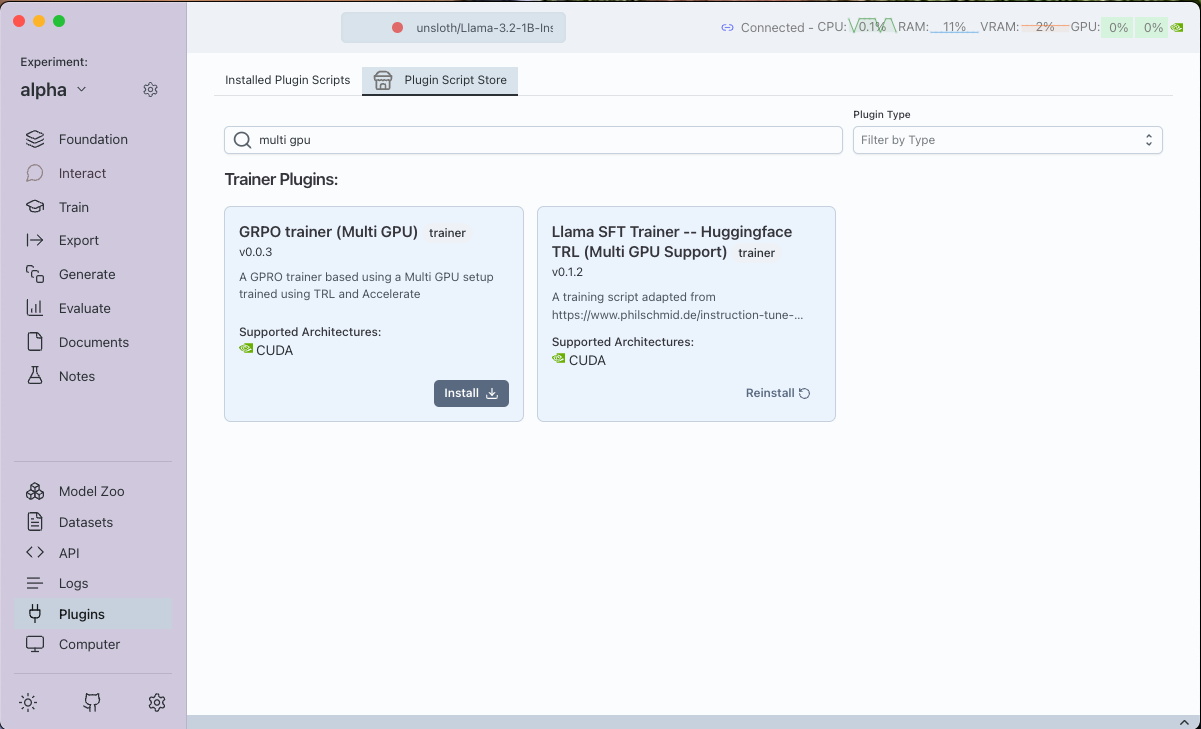 unsloth/Llama-3.2-1B-Ins
Connected - CPU: 0.1% RAM: 11% VRAM: 2% GPU: 0% 0%
Experiment:
alpha
Foundation
Interact
Train
Export
Generate
Evaluate
Documents
Notes
Model Zoo
Datasets
API
Logs
Plugins
Computer
Installed Plugin Scripts
Plugin Script Store
multi gpu
Plugin Type
Filter by Type
Trainer Plugins:
GRPO trainer (Multi GPU) trainer
v0.0.3
A GPRO trainer based using a Multi GPU setup
trained using TRL and Accelerate
Supported Architectures:
CUDA
Install
Llama SFT Trainer -- Huggingface
TRL (Multi GPU Support) trainer
v0.1.2
A training script adapted from
https://www.philschmid.de/instruction-tune-...
Supported Architectures:
CUDA
Reinstall